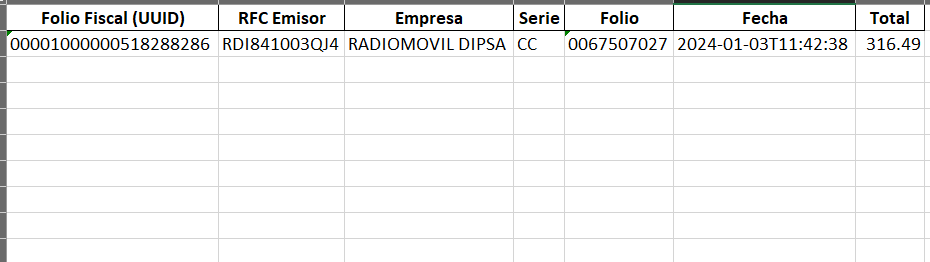 Folio Fiscal (UUID) RFC Emisor Empresa Serie Folio Fecha Total
00001000000518288286 RDI841003QJ4 RADIOMOVIL DIPSA CC 0067507027 2024-01-03T11:42:38 316.49